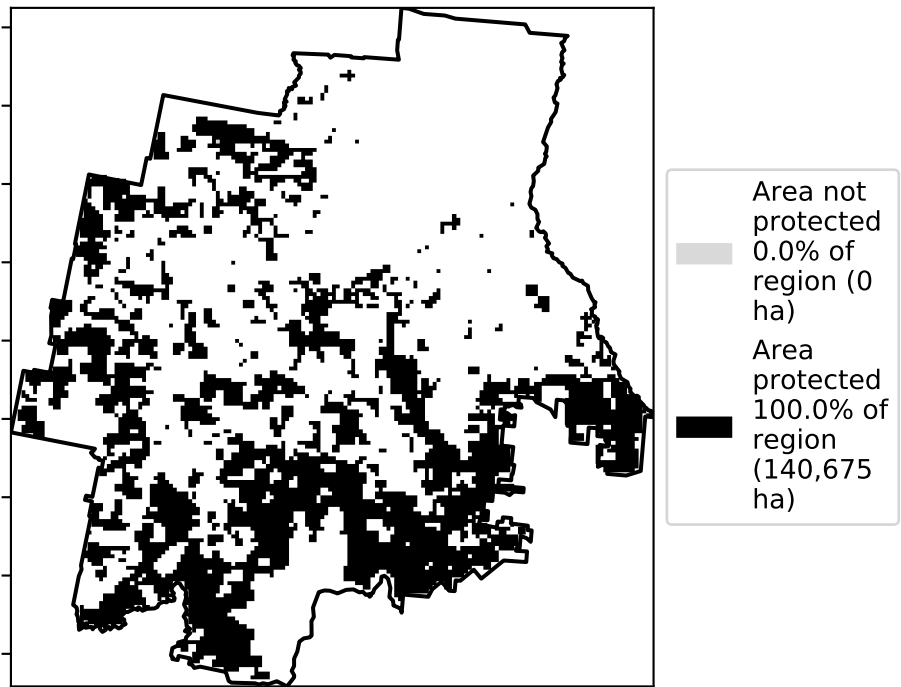 Area not
protected
0.0% of
region (0
ha)
Area
protected
100.0% of
region
(140,675
ha)